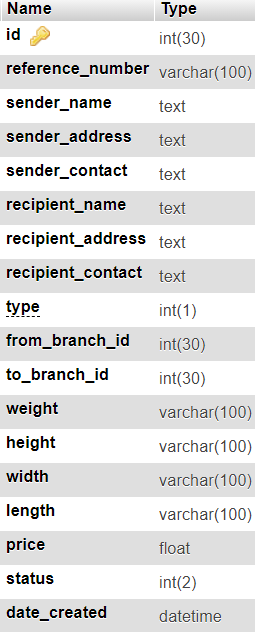 Name Type
id int(30)
reference_number varchar(100)
sender_name text
sender_address text
sender_contact text
recipient_name text
recipient_address text
recipient_contact text
type int(1)
from_branch_id int(30)
to_branch_id int(30)
weight varchar(100)
height varchar(100)
width varchar(100)
length varchar(100)
price float
status int(2)
date_created datetime